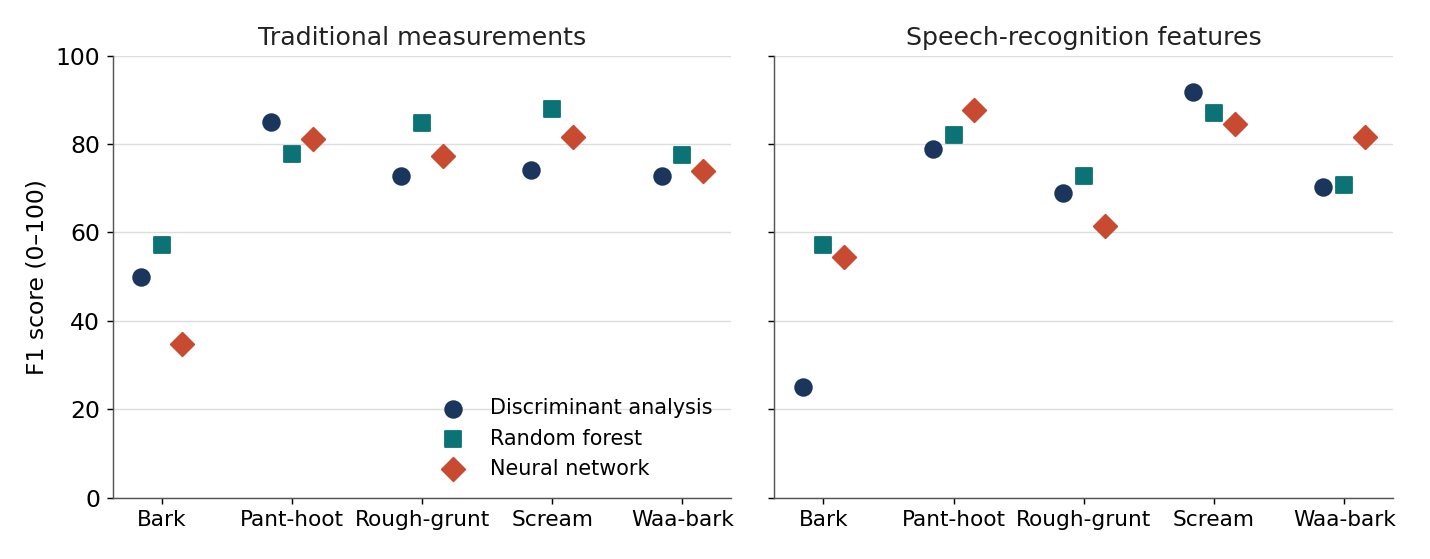 Traditional measurements
Speech-recognition features
F1 score (0–100)
100
80
60
40
20
0
Discriminant analysis
Random forest
Neural network
Bark Pant-hoot Rough-grunt Scream Waa-bark
Bark Pant-hoot Rough-grunt Scream Waa-bark